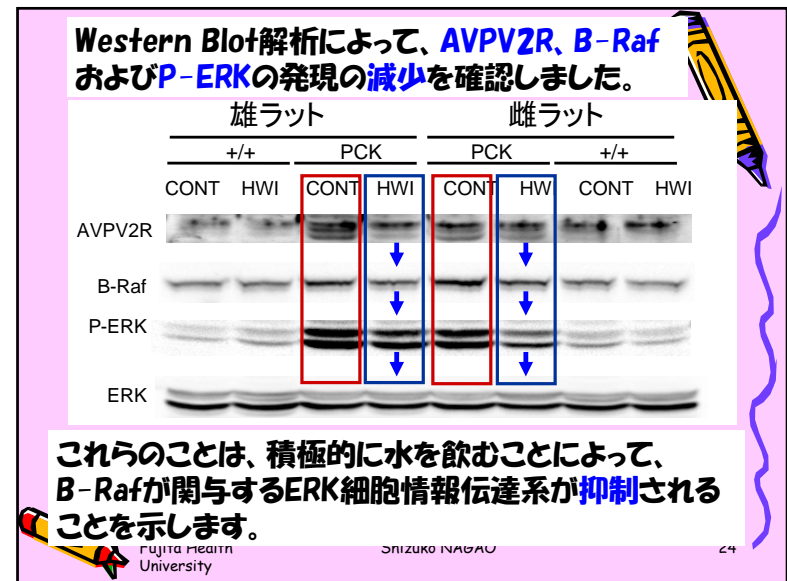 Western Blot解析によって、AVPV2R、B-Raf
およびP-ERKの発現の減少を確認しました。
雄ラット 雌ラット
+/+ PCK PCK +/+
CONT HWI CONT HWI CONT HW CONT HWI
AVPV2R
B-Raf
P-ERK
ERK
これらのことは、積極的に水を飲むことによって、
B-Rafが関与するERK細胞情報伝達系が抑制される
ことを示します。
Fujita Health Shizuko NAGAO 24
University